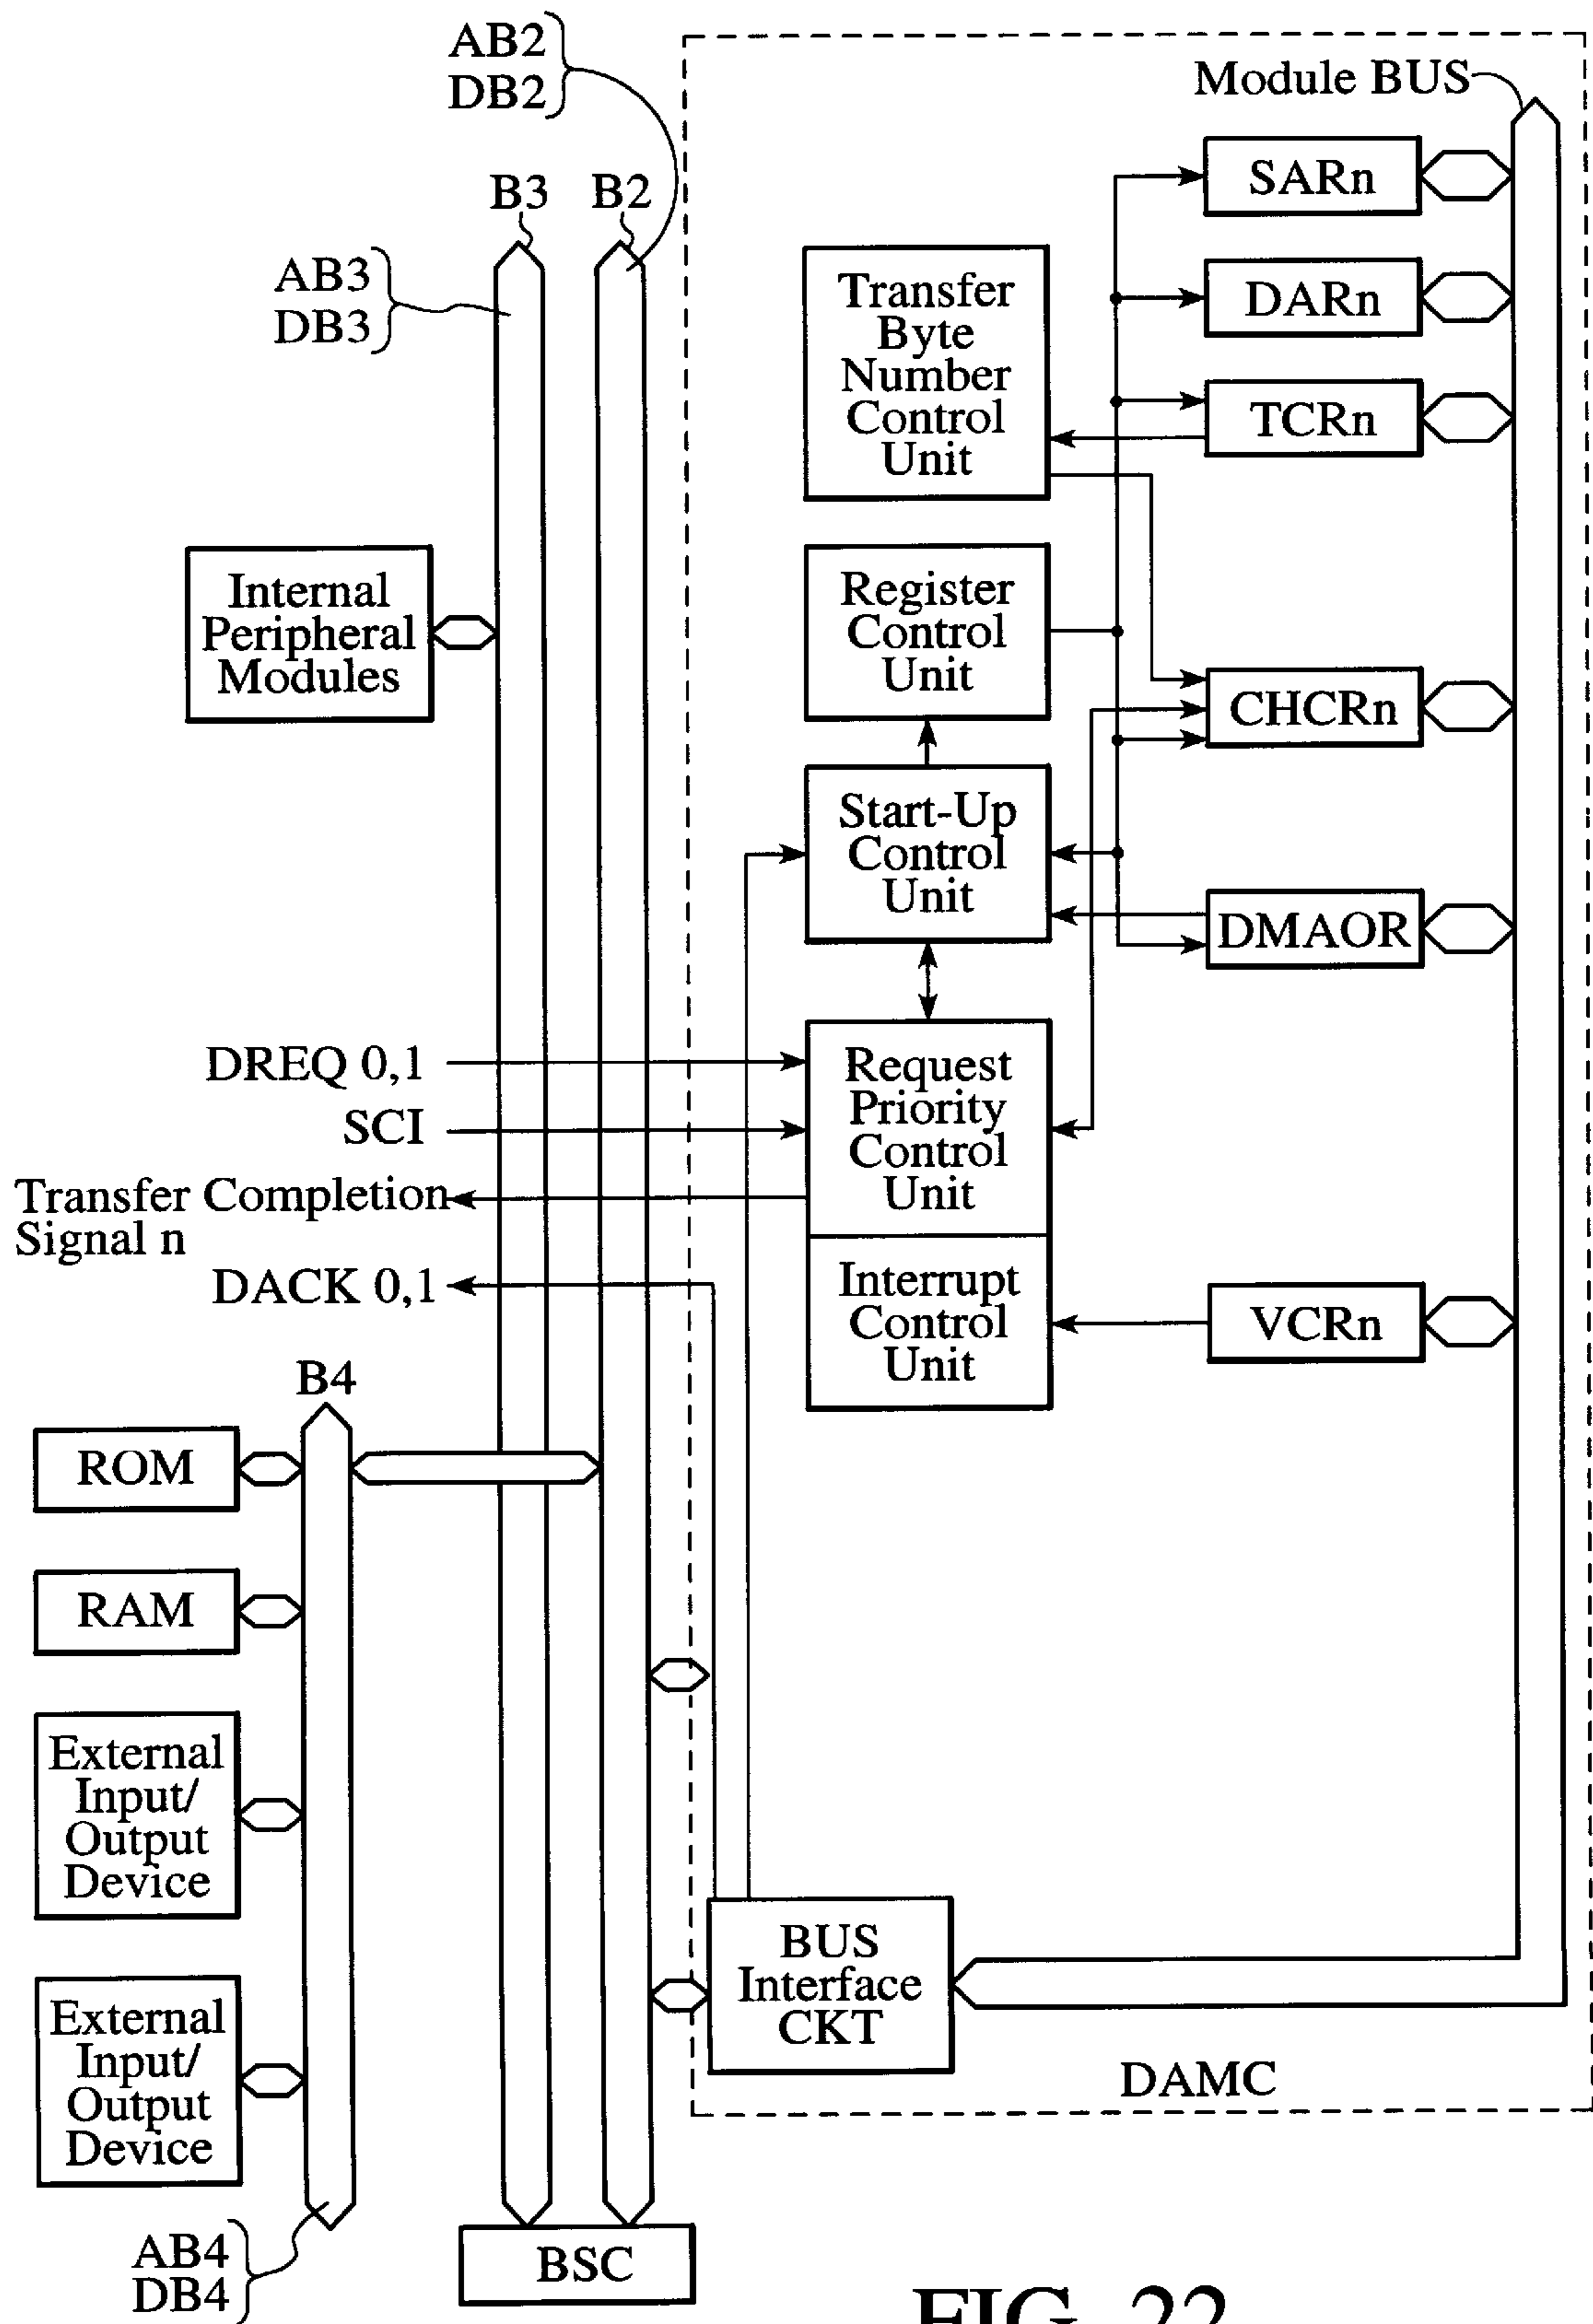 AB2
DB2
Module BUS
B3
B2
AB3
DB3
SARn
DARn
TCRn
Transfer
Byte
Number
Control
Unit
Internal
Peripheral
Modules
Register
Control
Unit
CHCRn
Start-Up
Control
Unit
DMAOR
DREQ 0,1
SCI
Transfer Completion
Signal n
DACK 0,1
Request
Priority
Control
Unit
Interrupt
Control
Unit
VCRn
B4
ROM
RAM
External
Input/
Output
Device
External
Input/
Output
Device
AB4
DB4
BUS
Interface
CKT
DAMC
BSC
FIG. 22